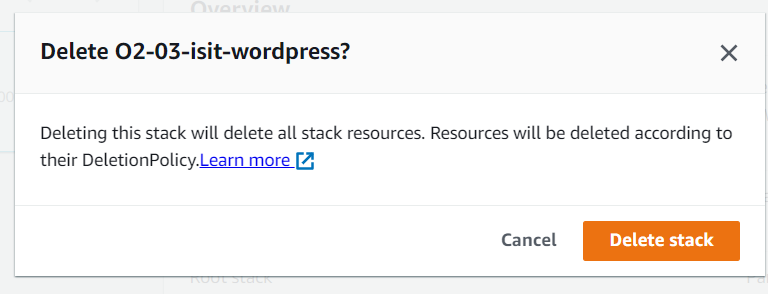 Overview
Delete O2-03-isit-wordpress?
Deleting this stack will delete all stack resources. Resources will be deleted according to
their DeletionPolicy.Learn more
Cancel
Delete stack
Root stack